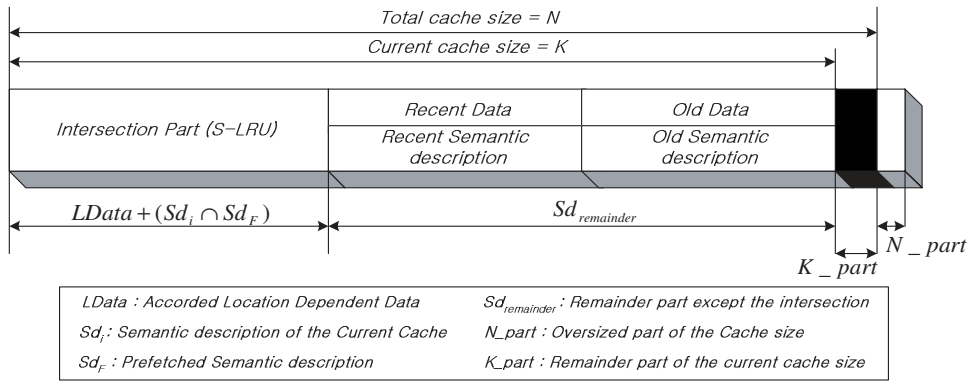 Total cache size = N
Current cache size = K
Intersection Part (S-LRU)
Recent Data
Old Data
Recent Semantic
description
Old Semantic
description
LData + (Sd_i ∩ Sd_F)
Sd_remainder
N _ part
K _ part
LData : Accorded Location Dependent Data
Sd_i : Semantic description of the Current Cache
Sd_F : Prefetched Semantic description
Sd_remainder : Remainder part except the intersection
N_part : Oversized part of the Cache size
K_part : Remainder part of the current cache size